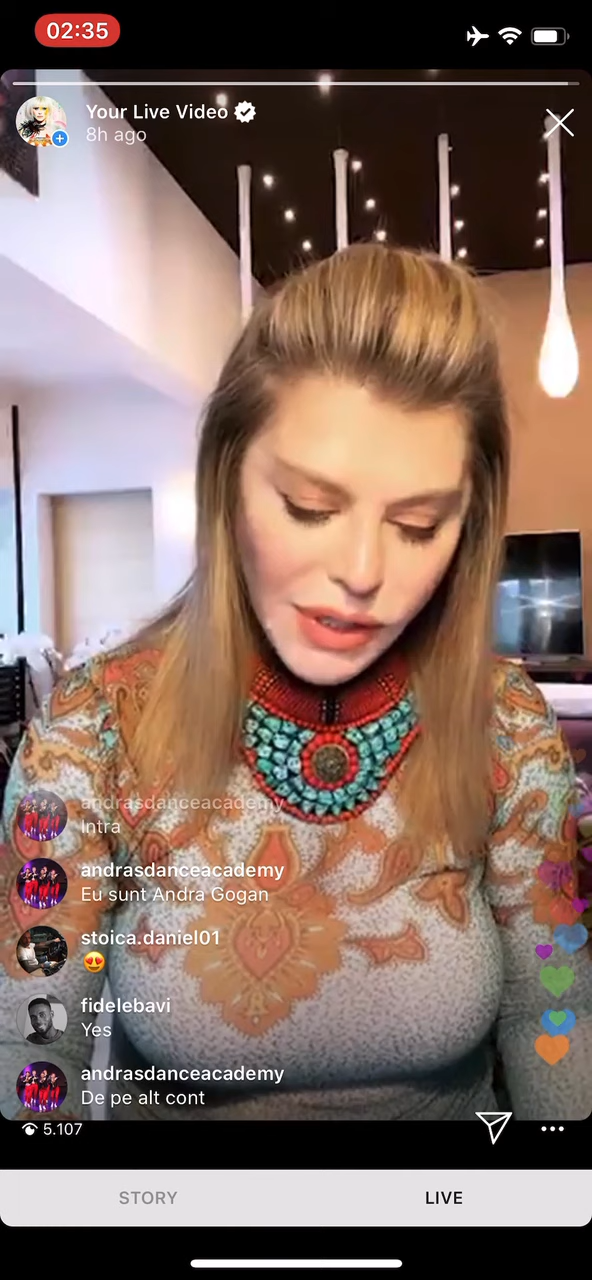 02:35
Your Live Video
8h ago
andrasdanceacademy
Intra
andrasdanceacademy
Eu sunt Andra Gogan
stoica.daniel01
😍
fidelebavi
Yes
andrasdanceacademy
De pe alt cont
5.107
STORY
LIVE